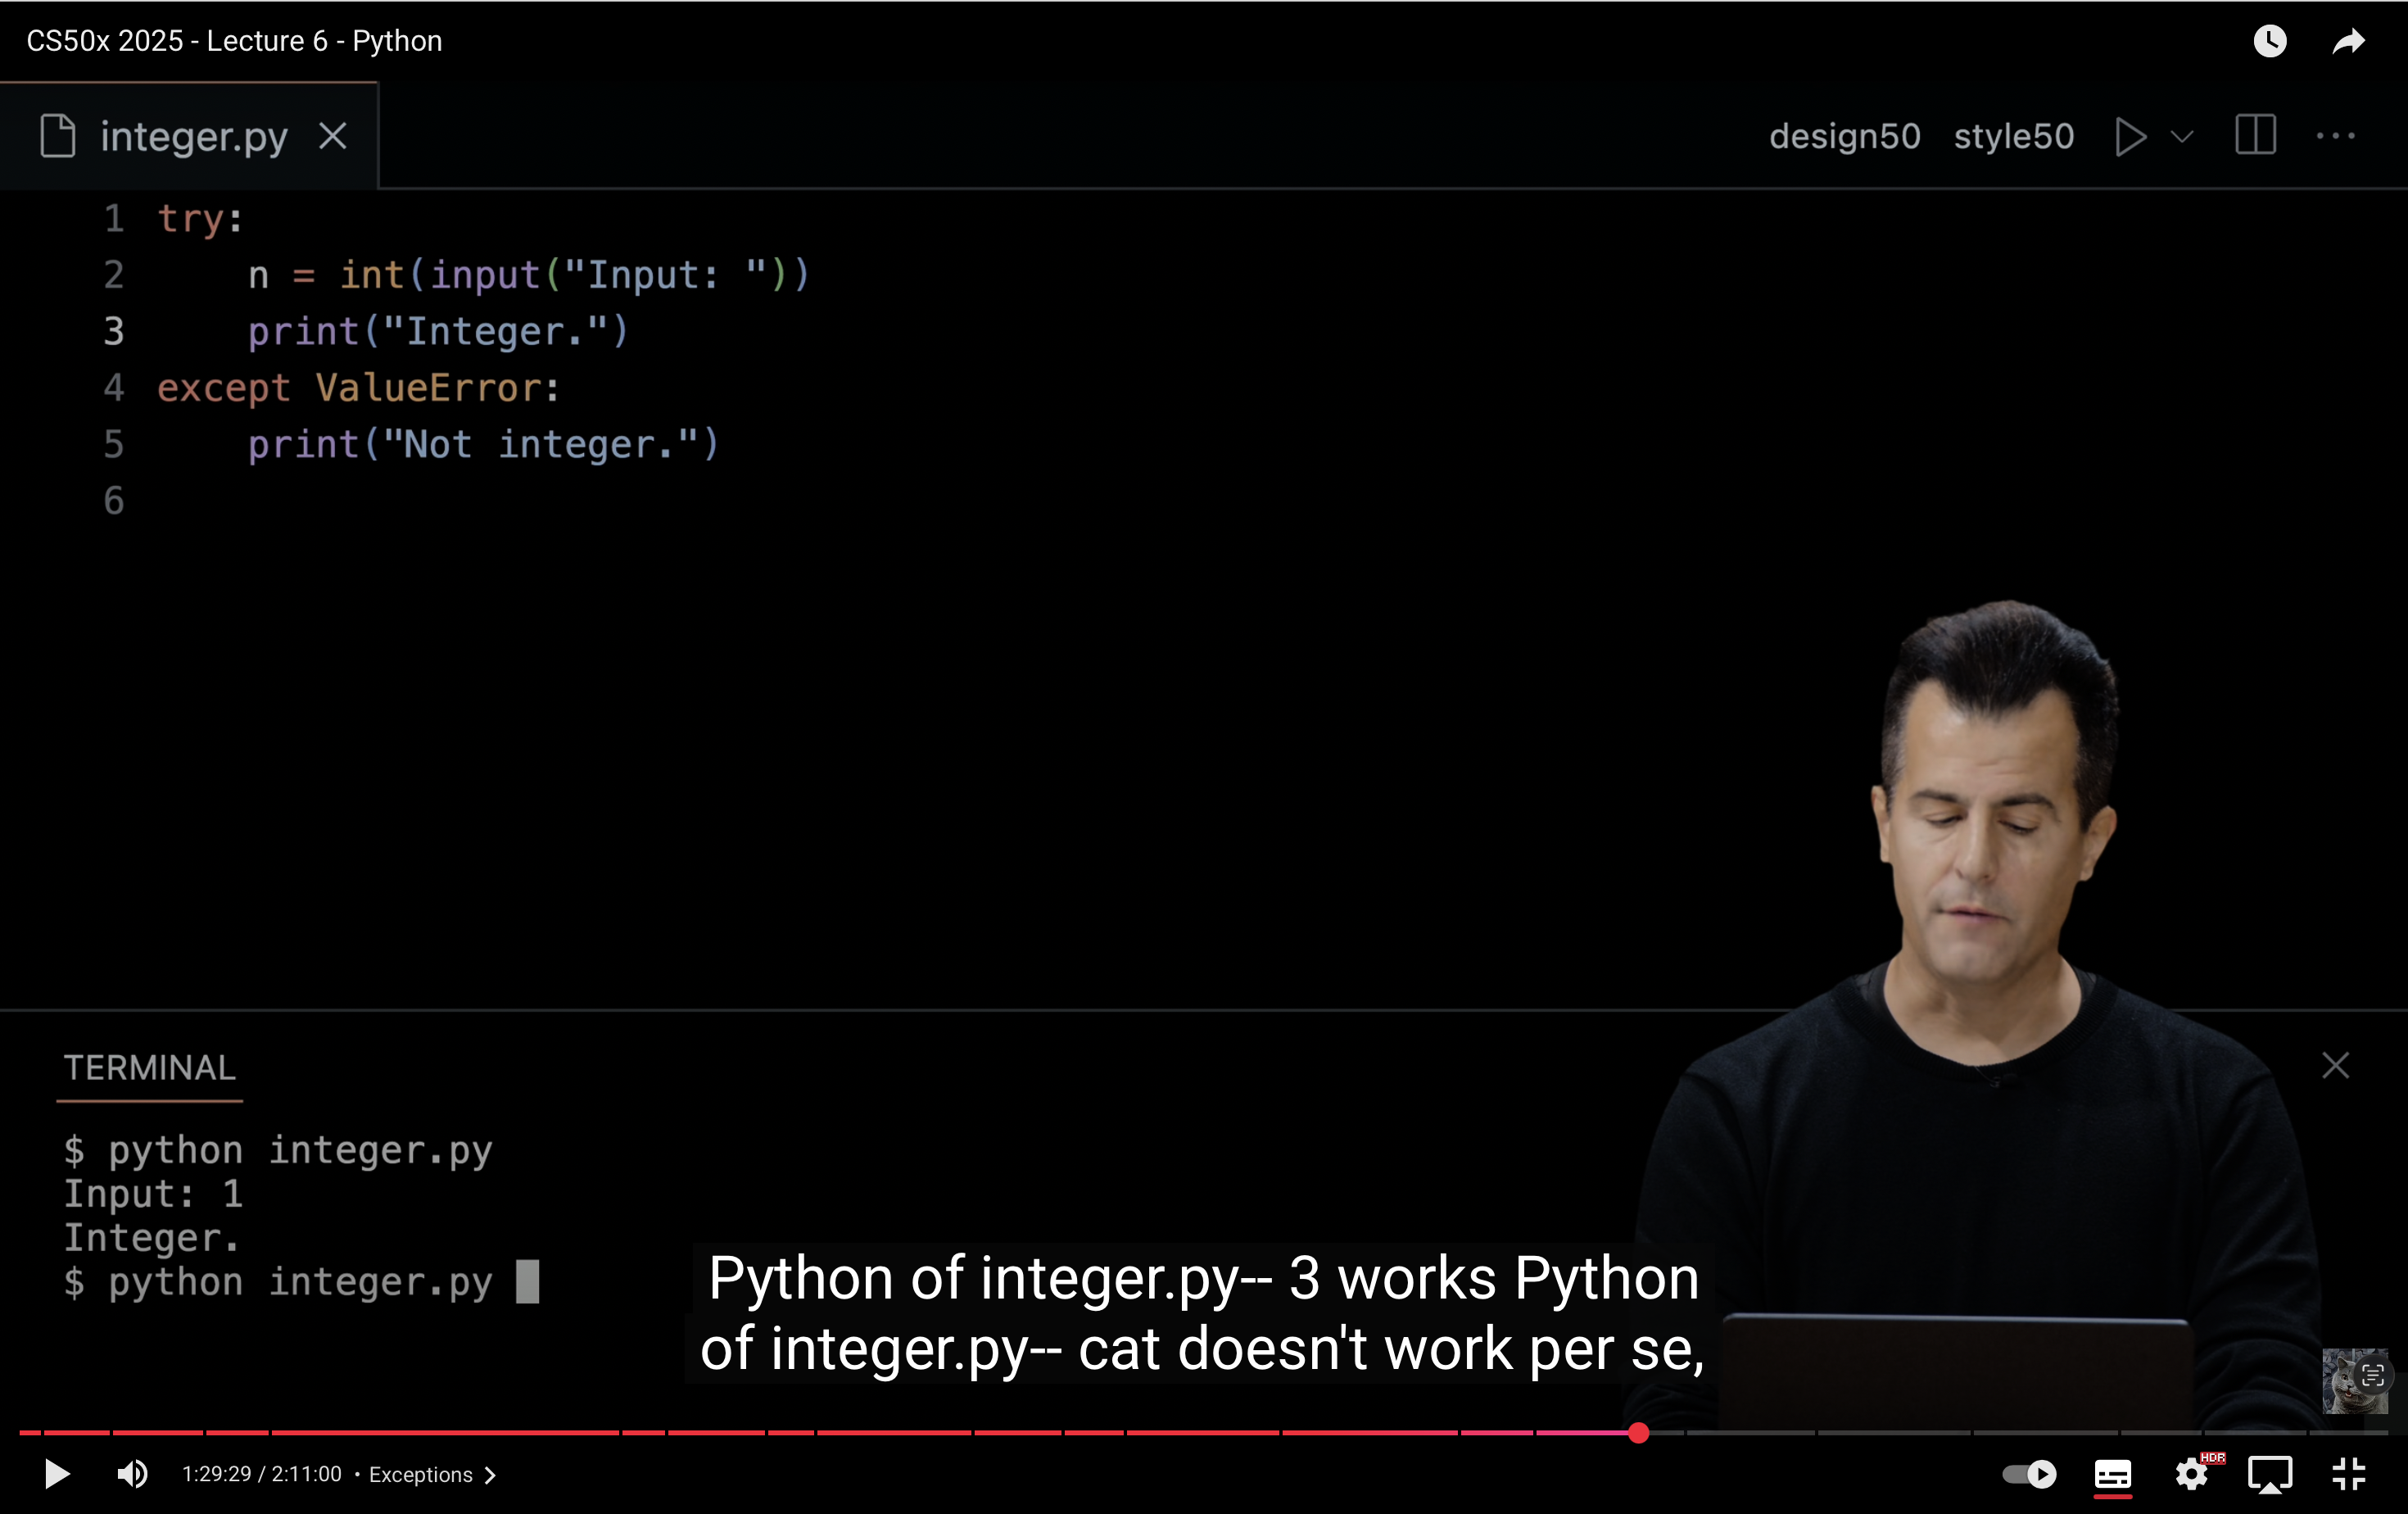 CS50x 2025 - Lecture 6 - Python
integer.py
design50 style50
1 try:
2     n = int(input("Input: "))
3     print("Integer.")
4 except ValueError:
5     print("Not integer.")
6
TERMINAL
$ python integer.py
Input: 1
Integer.
$ python integer.py
Python of integer.py-- 3 works Python
of integer.py-- cat doesn't work per se,
1:29:29 / 2:11:00 • Exceptions
HDR